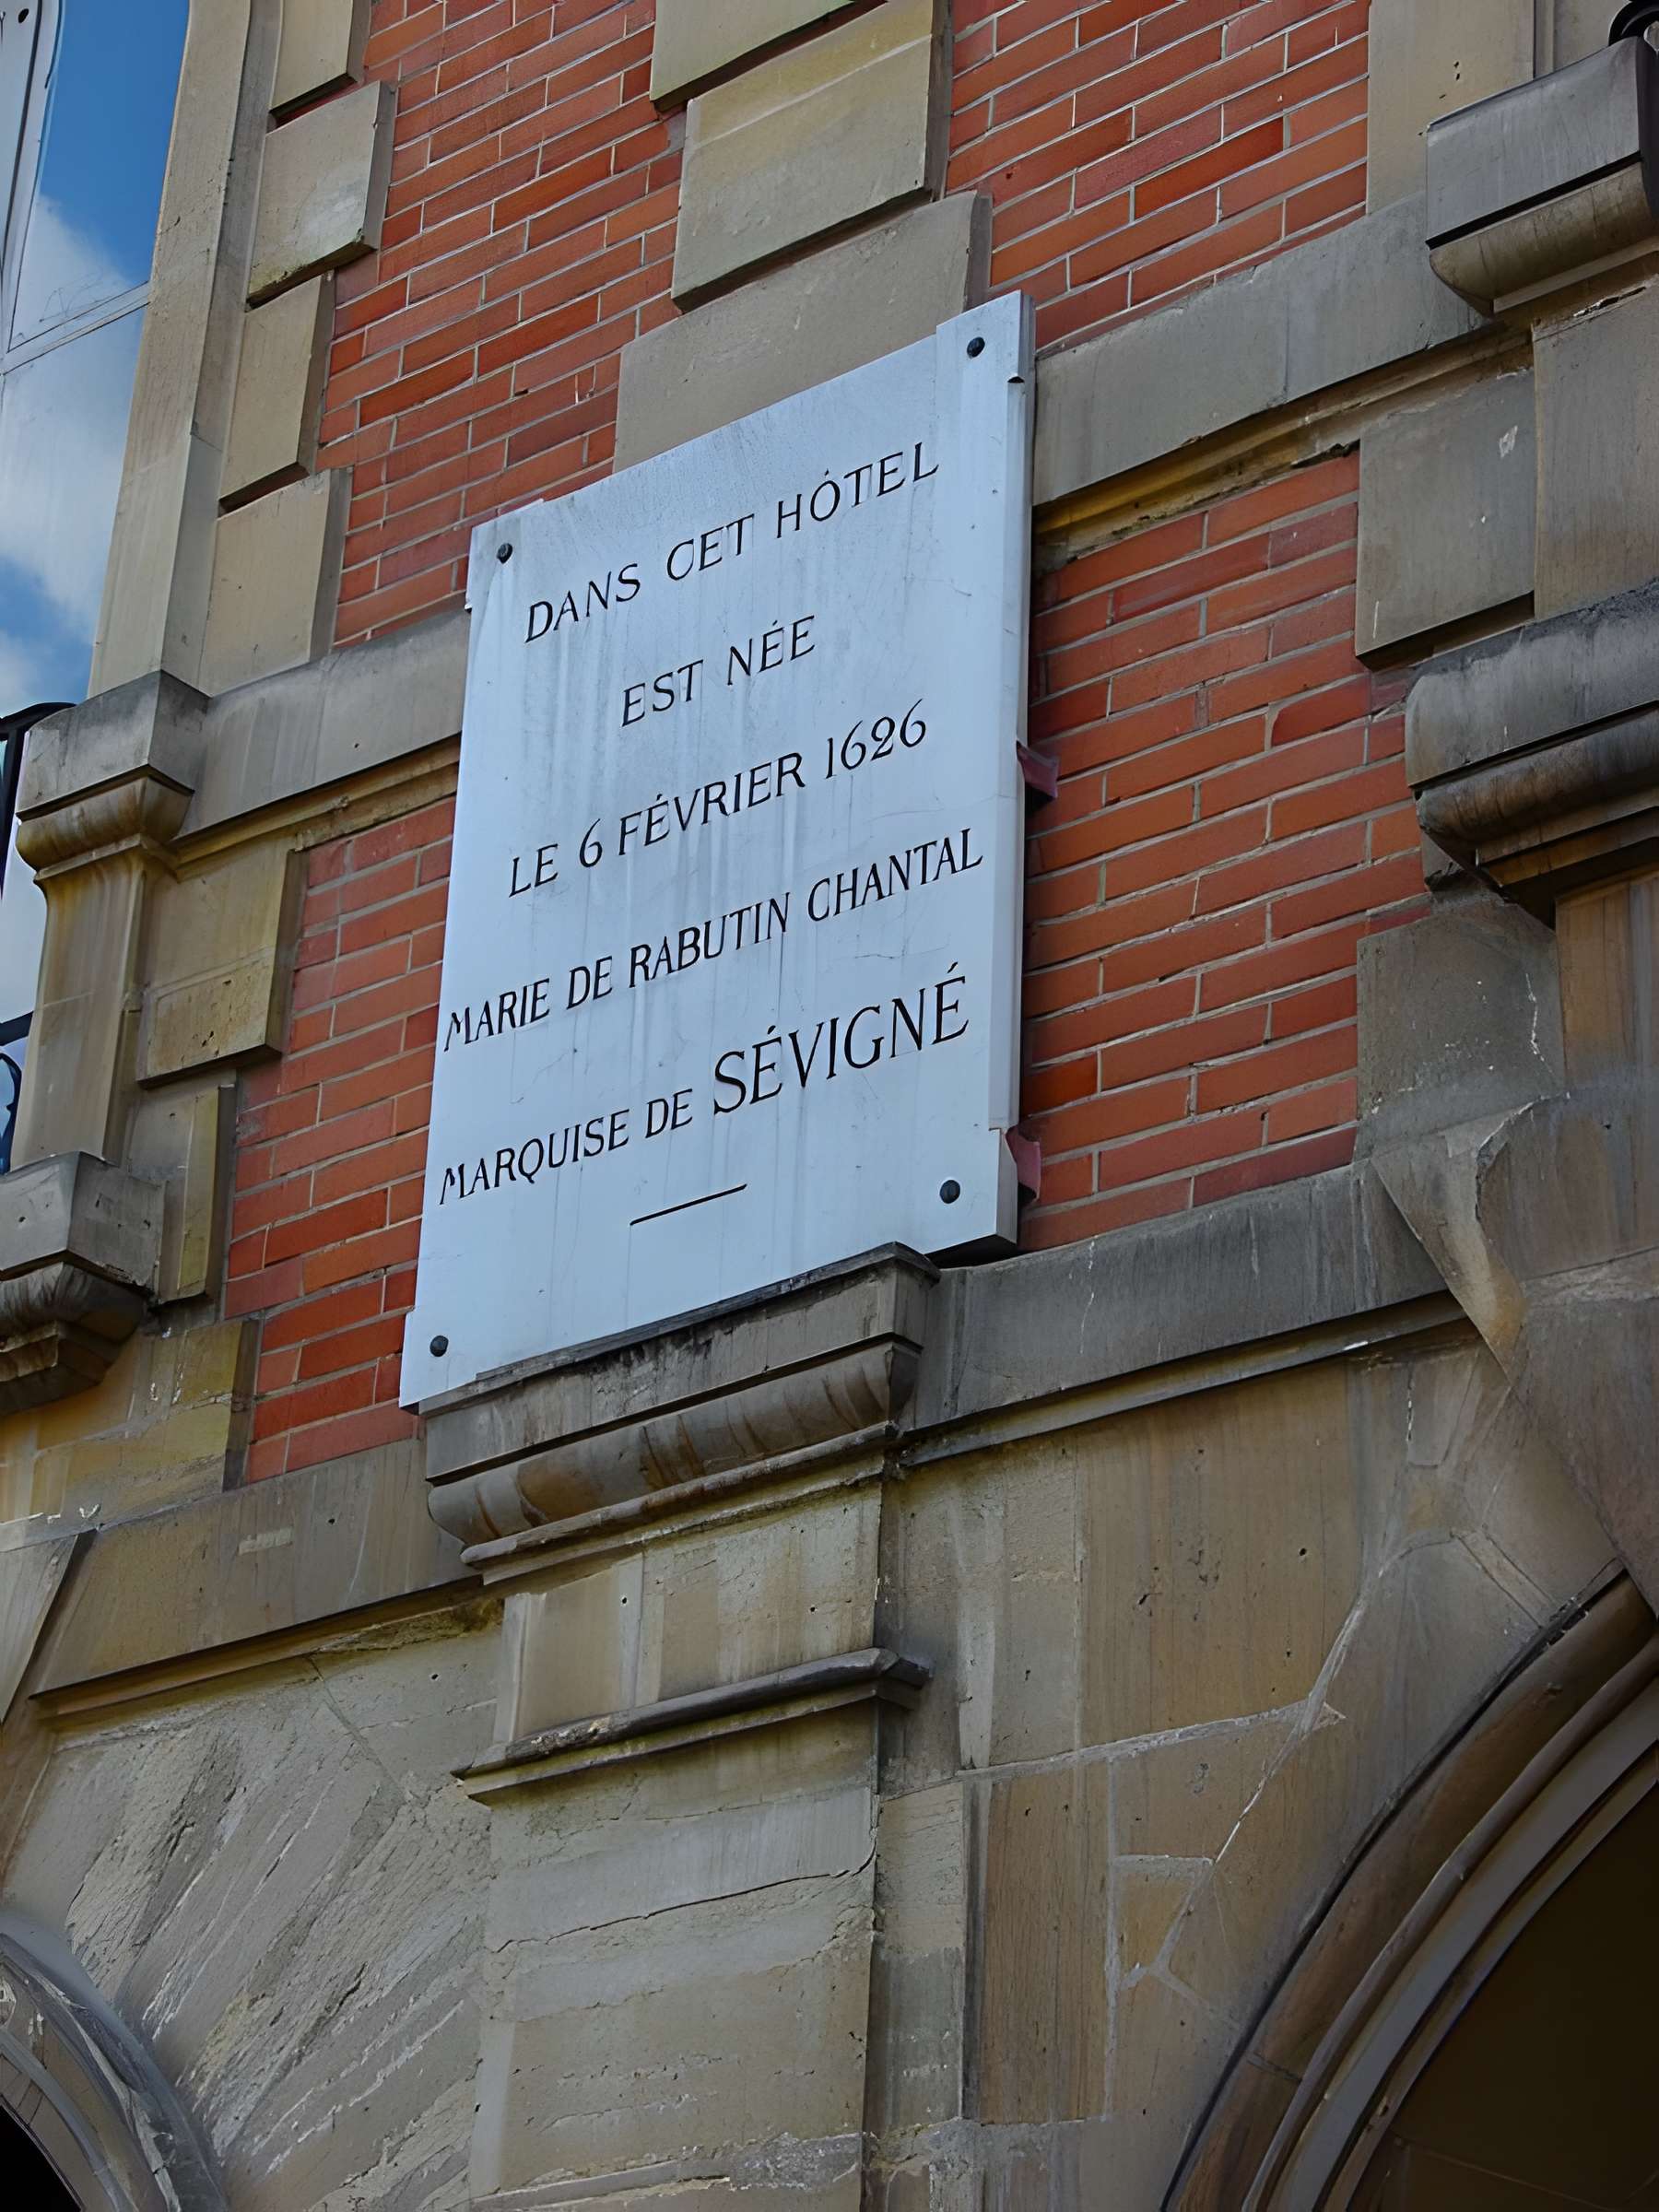 DANS CET HÔTEL
EST NÉE
LE 6 FÉVRIER 1626
MARIE DE RABUTIN CHANTAL
MARQUISE DE SÉVIGNÉ